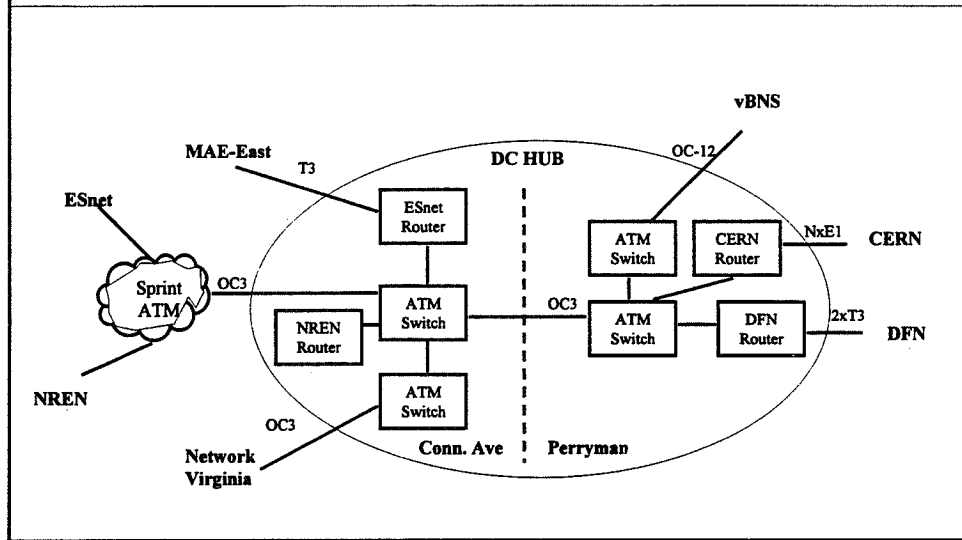 vBNS
MAE-East
DC HUB
OC-12
T3
ESnet
ESnet
Router
ATM
Switch
CERN
Router
NxE1
CERN
Sprint
ATM
OC3
ATM
Switch
OC3
ATM
Switch
DFN
Router
2xT3
DFN
NREN
Router
NREN
ATM
Switch
OC3
Conn. Ave
Perryman
Network
Virginia